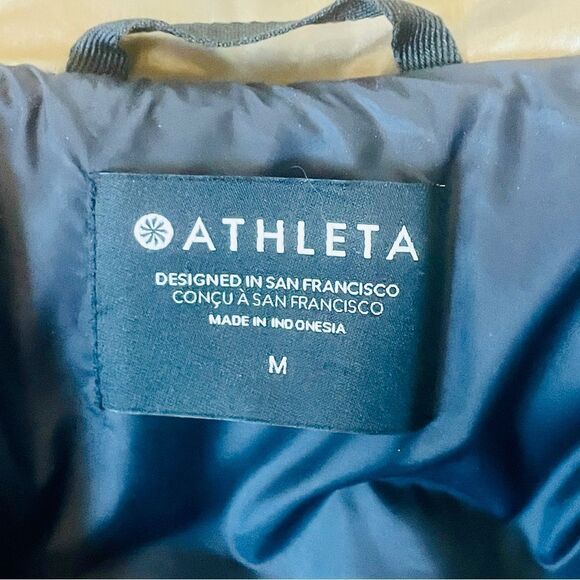 ATHLETA
DESIGNED IN SAN FRANCISCO
CONÇU À SAN FRANCISCO
MADE IN INDONESIA
M